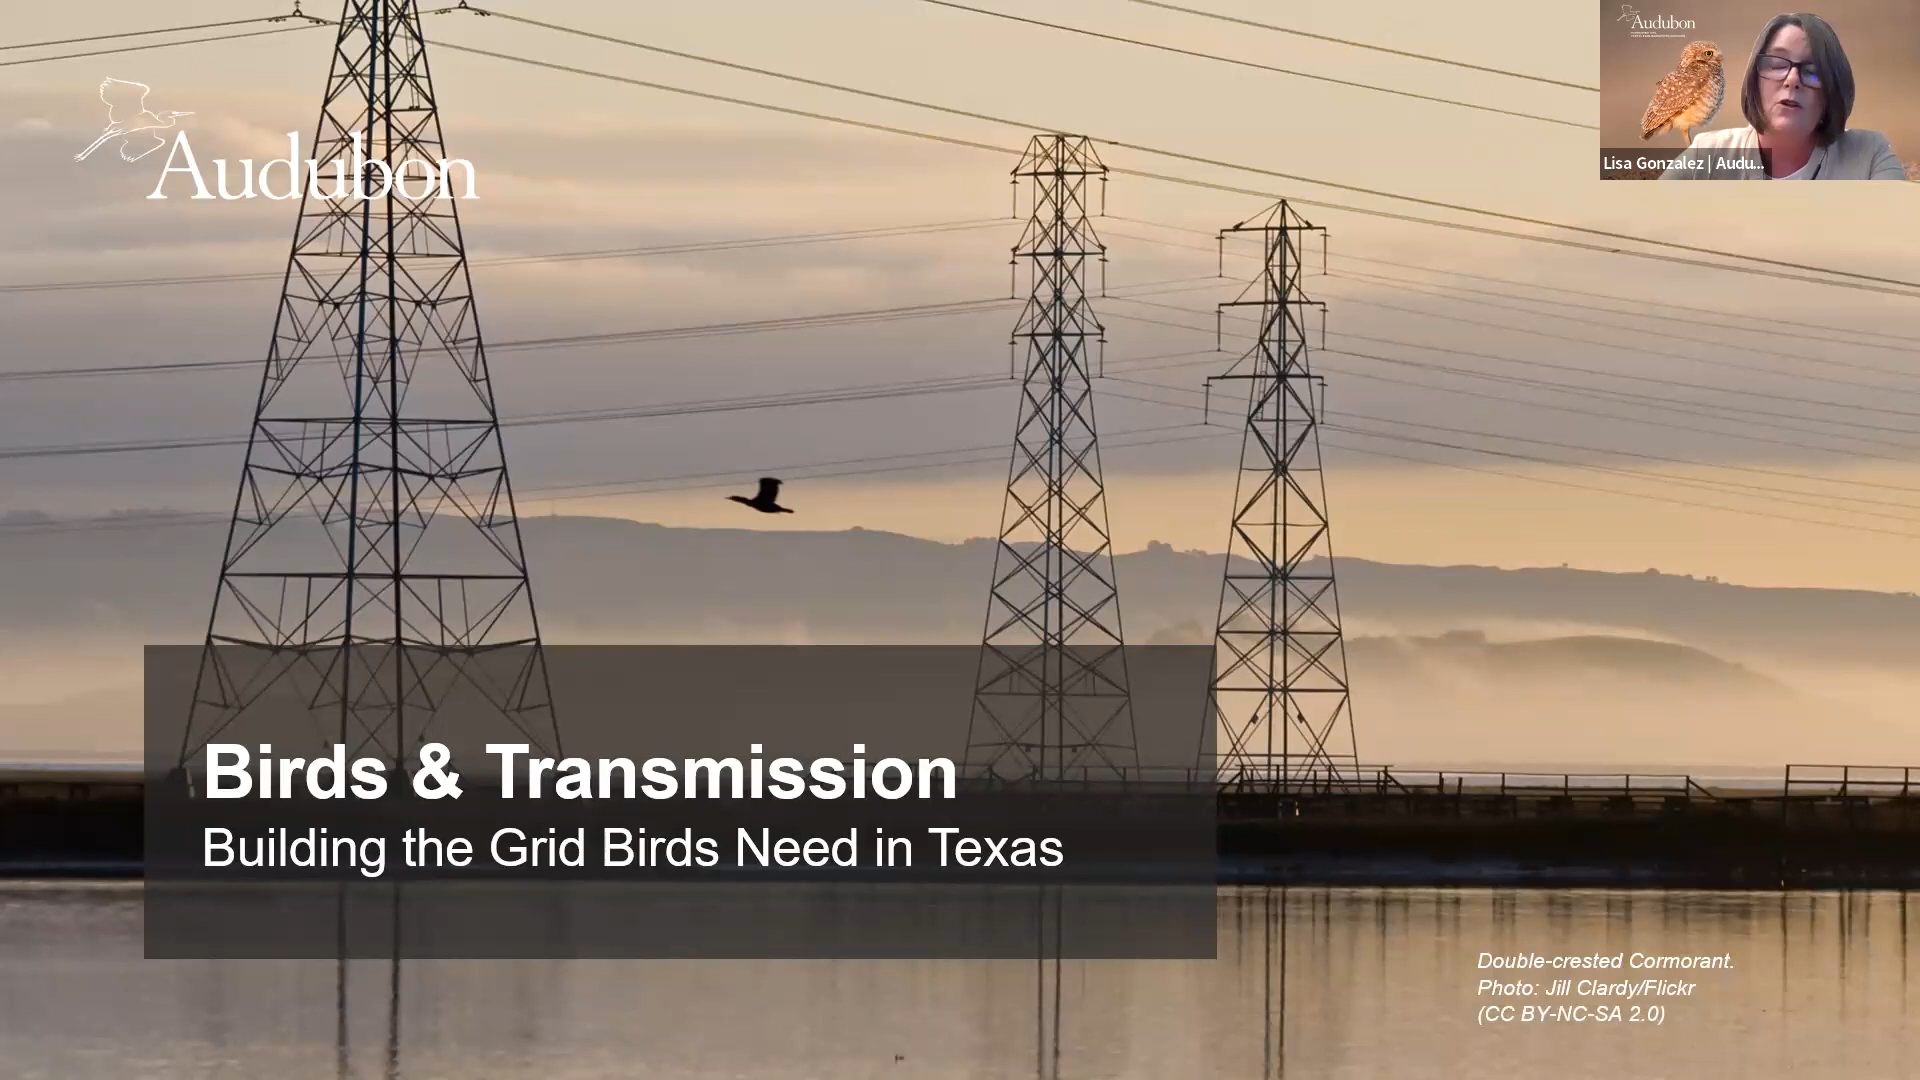 Audubon
Audubon
Lisa Gonzalez | Audu...
Birds & Transmission
Building the Grid Birds Need in Texas
Double-crested Cormorant.
Photo: Jill Clardy/Flickr
(CC BY-NC-SA 2.0)